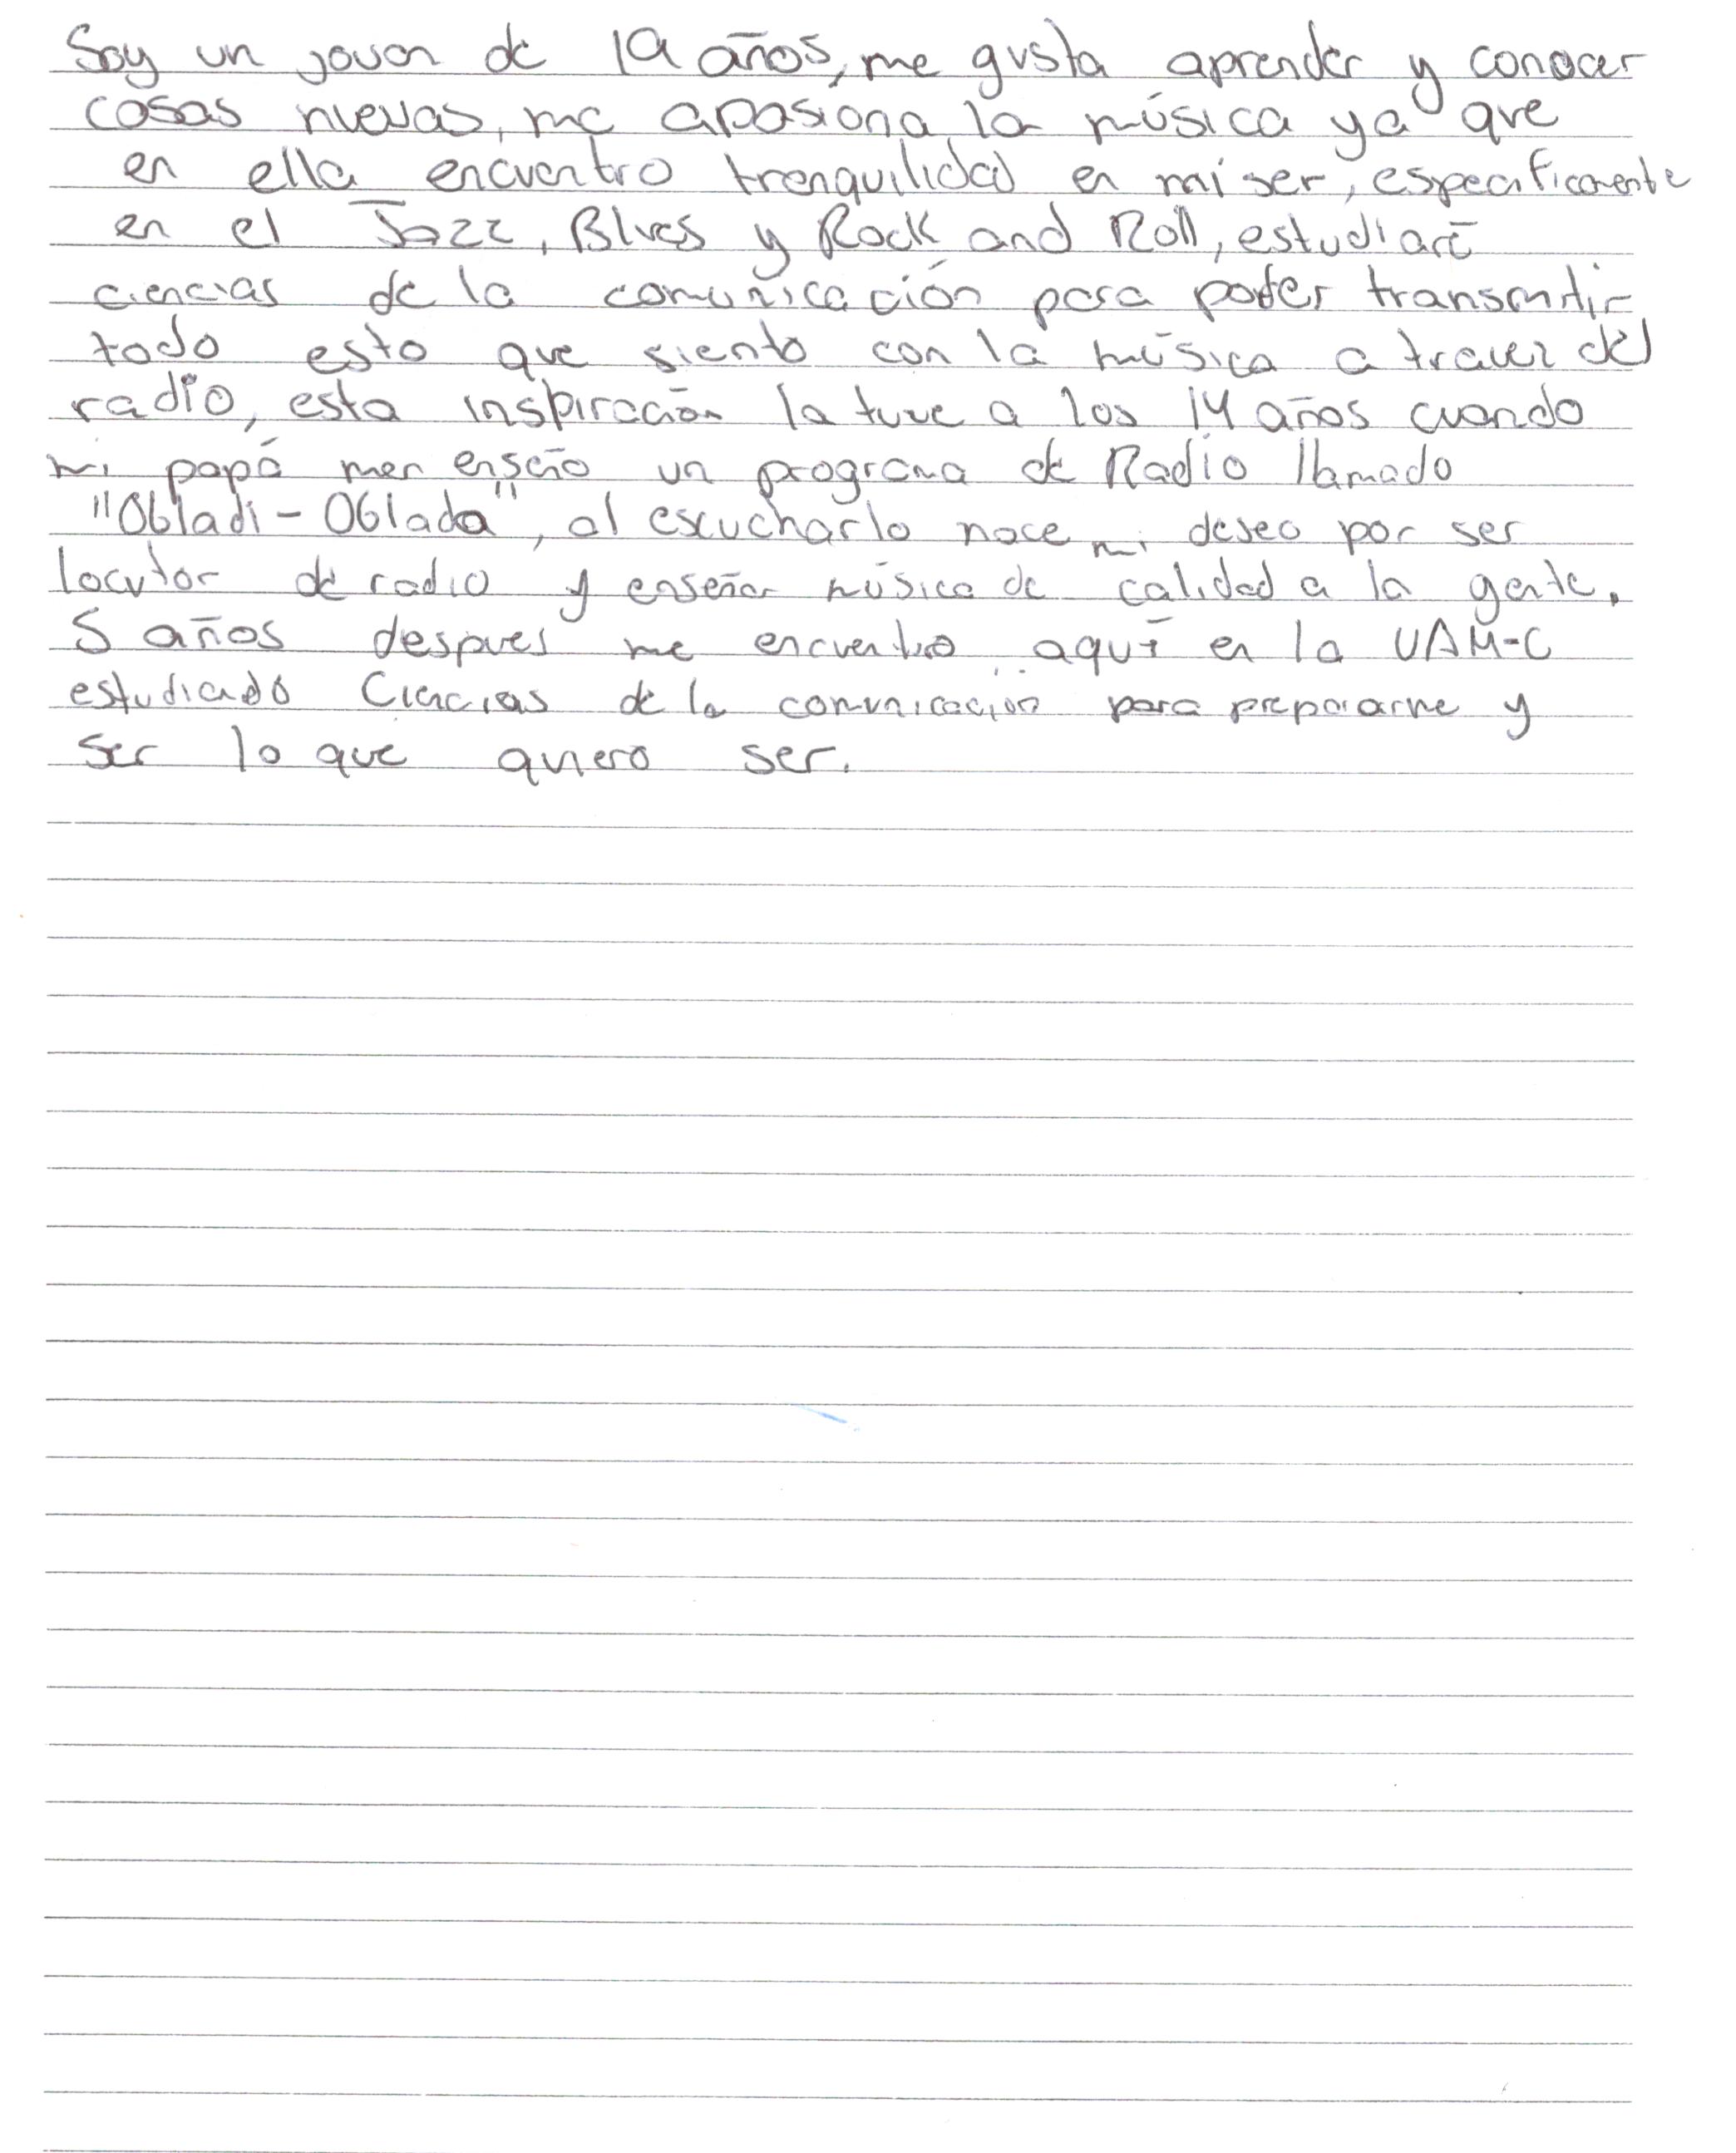 Soy un joven de 19 años, me gusta aprender y conocer
cosas nuevas, me apasiona la música ya que
en ella encuentro tranquilidad en mi ser, especificamente
en el Jazz, Blues y Rock and Roll, estudiaré
ciencias de la comunicación para poder transmitir
todo esto que siento con la música a travez del
radio, esta inspiración la tuve a los 14 años cuando
mi papá mer enseño un programa de Radio llamado
"Obladi - Oblada", al escucharlo nace mi deseo por ser
locutor de radio y enseñar música de calidad a la gente.
5 años despues me encuentro aquí en la UAM-C
estudiando Ciencias de la comunicación para prepararme y
ser lo que quiero ser.